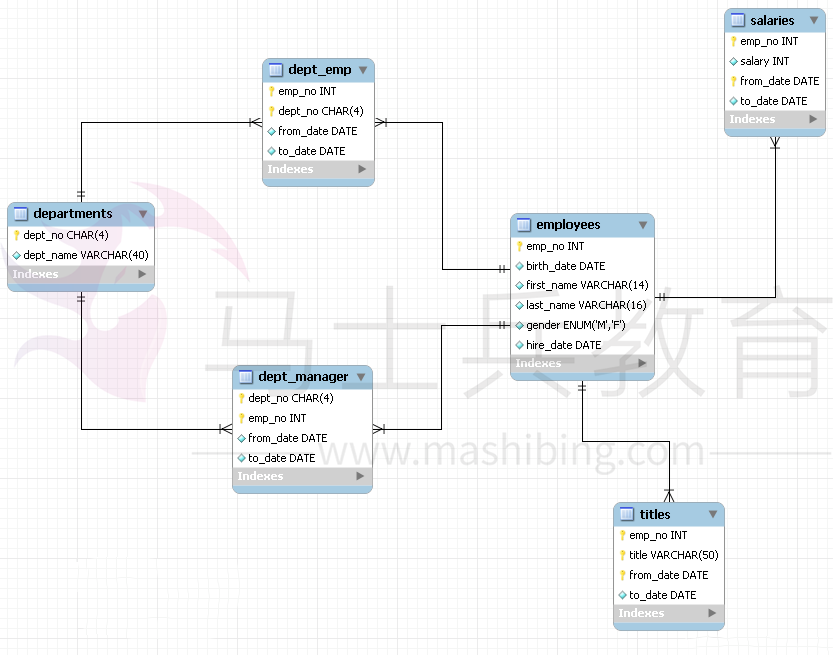 salaries
emp_no INT
salary INT
from_date DATE
to_date DATE
Indexes
dept_emp
emp_no INT
dept_no CHAR(4)
from_date DATE
to_date DATE
Indexes
departments
dept_no CHAR(4)
dept_name VARCHAR(40)
Indexes
employees
emp_no INT
birth_date DATE
first_name VARCHAR(14)
last_name VARCHAR(16)
gender ENUM('M','F')
hire_date DATE
Indexes
马士兵教育
www.mashibing.com
dept_manager
dept_no CHAR(4)
emp_no INT
from_date DATE
to_date DATE
Indexes
titles
emp_no INT
title VARCHAR(50)
from_date DATE
to_date DATE
Indexes